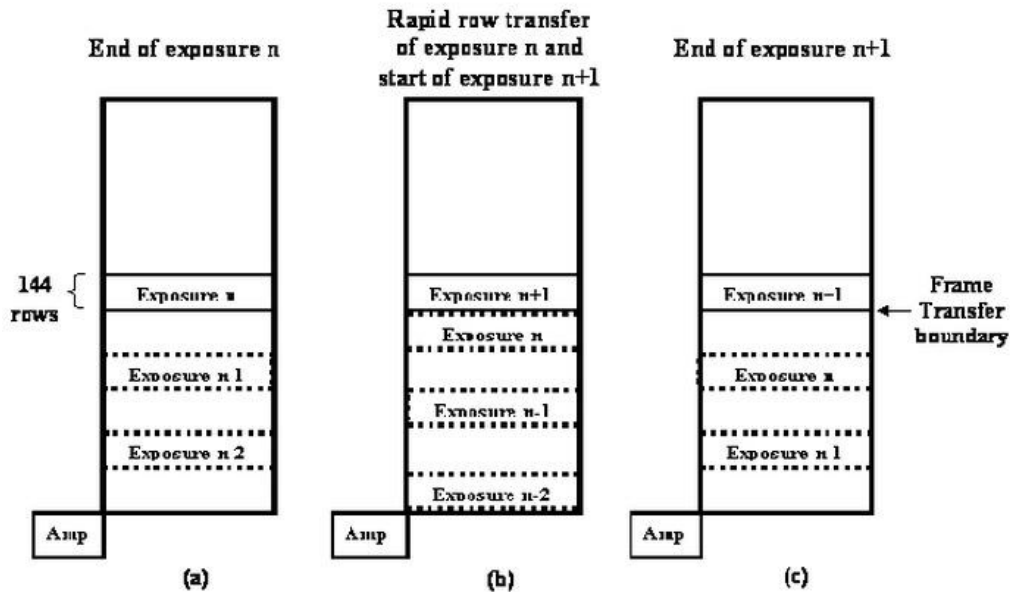 End of exposure n
Rapid row transfer
of exposure n and
start of exposure n+1
End of exposure n+1
144
rows
Exposure n
Exposure n 1
Exposure n 2
Amp
(a)
Exposure n+1
Exposure n
Exposure n-1
Exposure n-2
Amp
(b)
Exposure n-1
Exposure n
Exposure n 1
Amp
(c)
Frame
Transfer
boundary